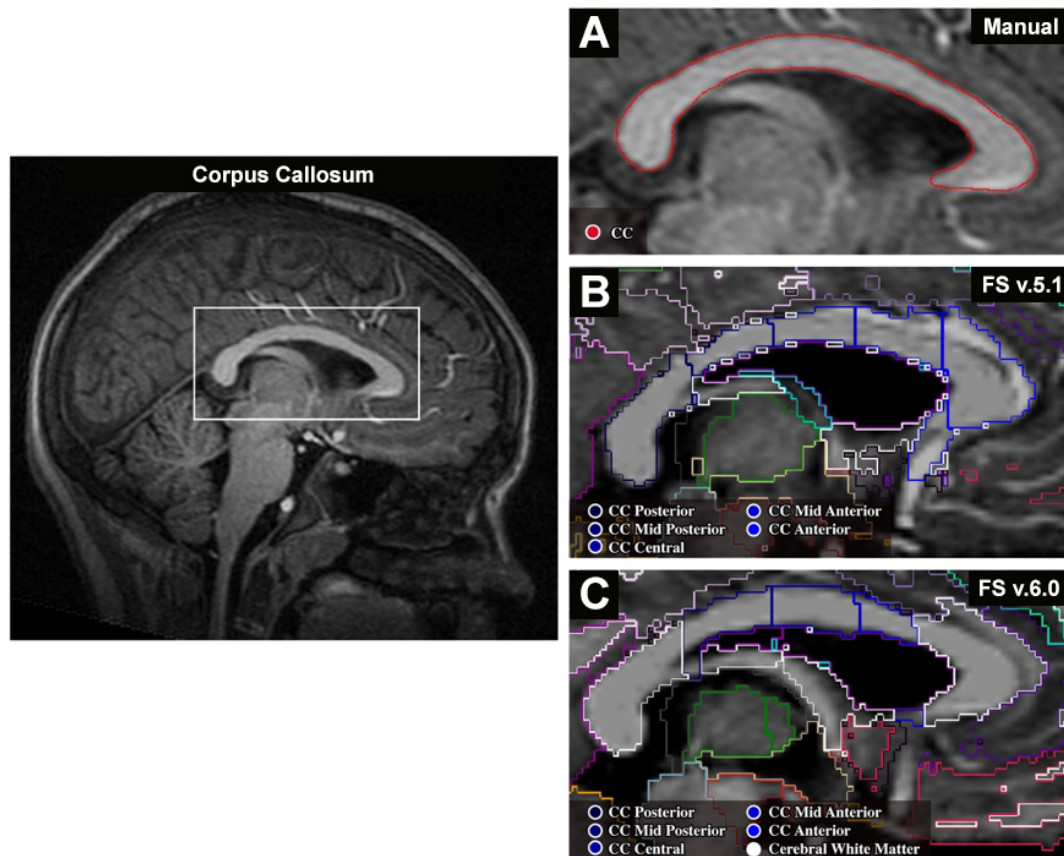 Corpus Callosum
A
Manual
CC
B
FS v.5.1
CC Posterior
CC Mid Anterior
CC Mid Posterior
CC Anterior
CC Central
C
FS v.6.0
CC Posterior
CC Mid Anterior
CC Mid Posterior
CC Anterior
CC Central
Cerebral White Matter